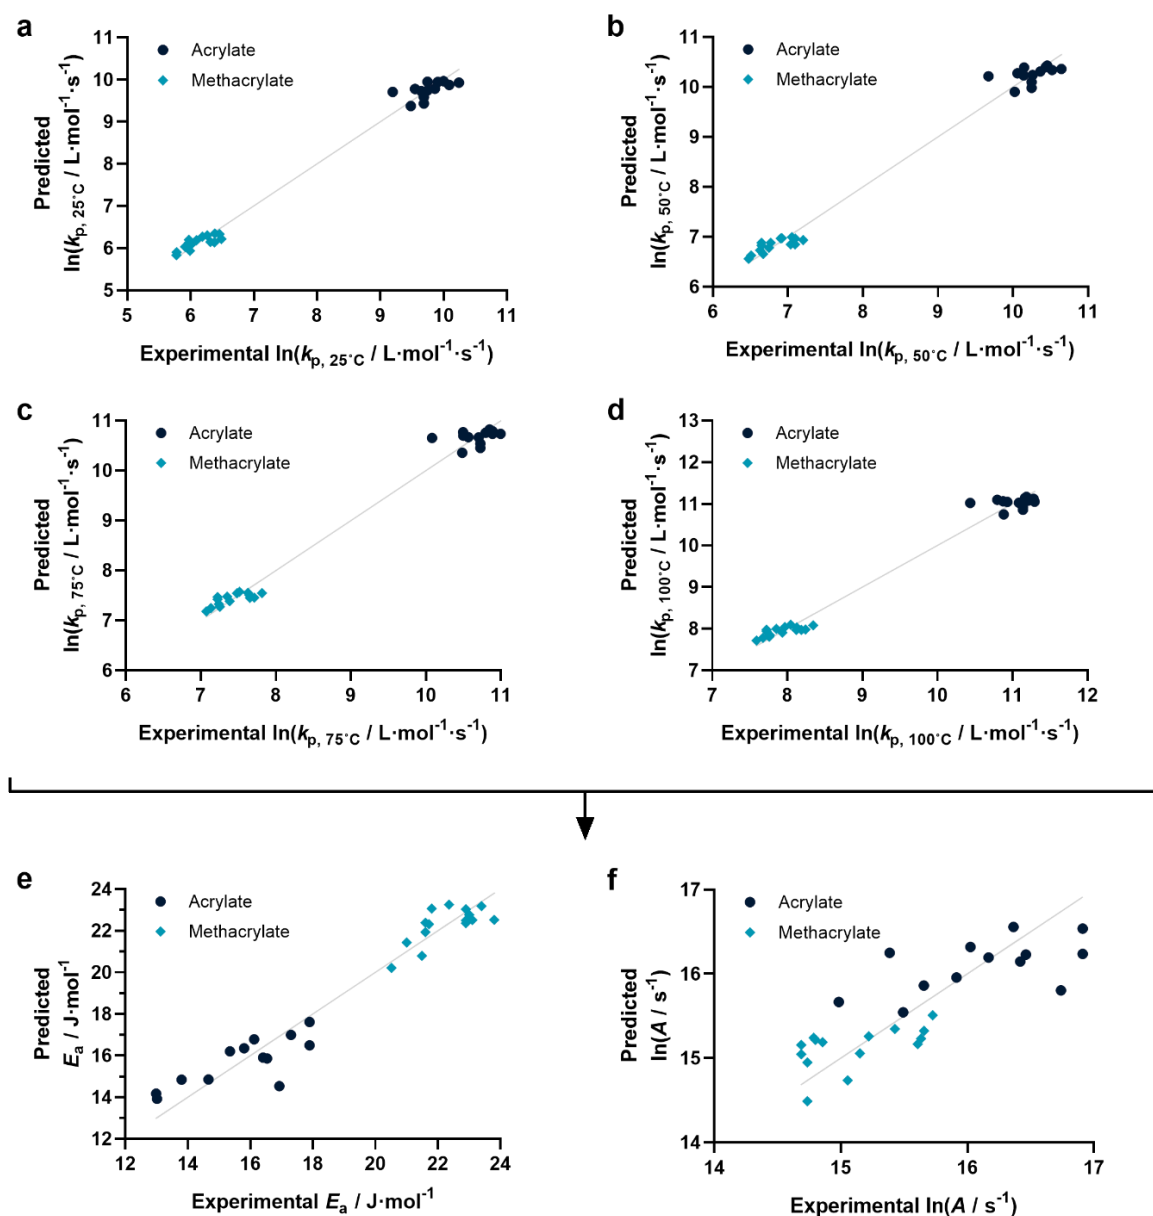 a
Acrylate
Methacrylate
11
10
9
8
7
6
5
5 6 7 8 9 10 11
Predicted
ln(kp, 25°C / L·mol⁻¹·s⁻¹)
Experimental ln(kp, 25°C / L·mol⁻¹·s⁻¹)
b
Acrylate
Methacrylate
11
10
9
8
7
6
6 7 8 9 10 11
Predicted
ln(kp, 50°C / L·mol⁻¹·s⁻¹)
Experimental ln(kp, 50°C / L·mol⁻¹·s⁻¹)
c
Acrylate
Methacrylate
11
10
9
8
7
6
6 7 8 9 10 11
Predicted
ln(kp, 75°C / L·mol⁻¹·s⁻¹)
Experimental ln(kp, 75°C / L·mol⁻¹·s⁻¹)
d
Acrylate
Methacrylate
13
12
11
10
9
8
7
7 8 9 10 11 12
Predicted
ln(kp, 100°C / L·mol⁻¹·s⁻¹)
Experimental ln(kp, 100°C / L·mol⁻¹·s⁻¹)
e
Acrylate
Methacrylate
24
22
20
18
16
14
12
12 14 16 18 20 22 24
Predicted
Ea / J·mol⁻¹
Experimental Ea / J·mol⁻¹
f
Acrylate
Methacrylate
17
16
15
14
14 15 16 17
Predicted
ln(A / s⁻¹)
Experimental ln(A / s⁻¹)